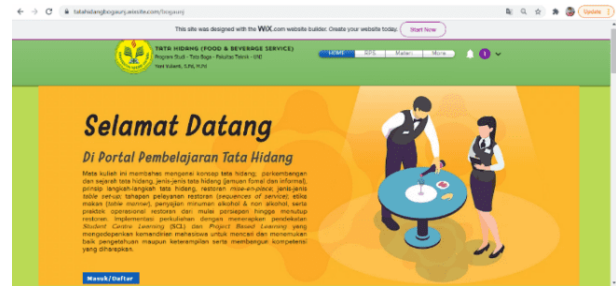 tatahidangbogaunj.wixsite.com/bogaunj
Update
This site was designed with the WiX.com website builder. Create your website today. Start Now
TATA HIDANG (FOOD & BEVERAGE SERVICE)
Program Studi - Tata Boga - Fakultas Teknik - UNJ
HOME RPS Materi More
1
Selamat Datang
Di Portal Pembelajaran Tata Hidang
Mata kuliah ini membahas mengenai konsep tata hidang, perkembangan
dan sejarah tata hidang, jenis-jenis tata hidang (jamuan formal dan informal),
prinsip langkah-langkah tata hidang, restoran mise-en-place, jenis-jenis
table set-up, tahapan pelayanan restoran (sequences of service), etika
makan (table manner), penyajian minuman alkohol & non alkohol, serta
praktek operasional restoran dari mulai persiapan hingga menutup
restoran. Implementasi perkuliahan dengan menerapkan pendekatan
Student Centre Learning (SCL) dan Project Based Learning yang
mengedepankan kemandirian mahasiswa untuk mencari dan menemukan
baik pengetahuan maupun keterampilan serta membangun kompetensi
yang diharapkan.
Masuk/Daftar